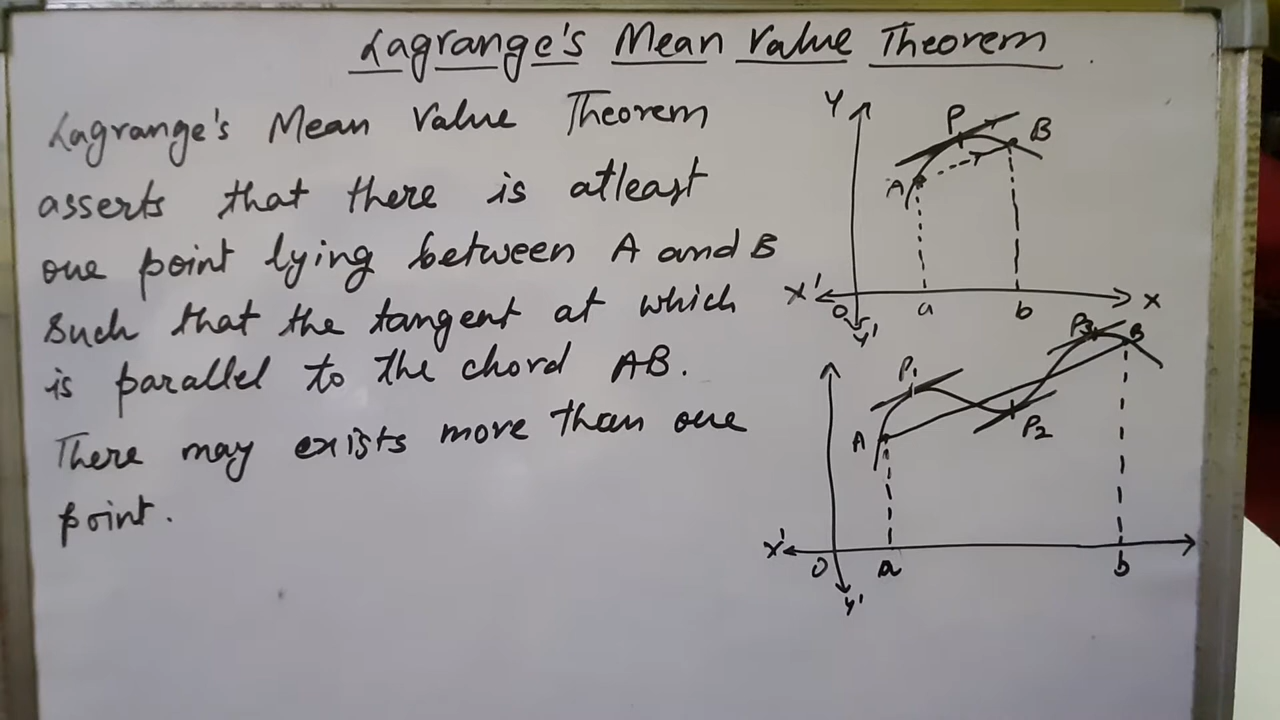 Lagrange's Mean Value Theorem
Lagrange's Mean Value Theorem
asserts that there is atleast
one point lying between A and B
Such that the tangent at which
is parallel to the chord AB.
There may exists more than one
point.
Y
P
B
A
X'
O
a
b
X
Y'
P1
P3
B
A
P2
X'
O
a
b
Y'